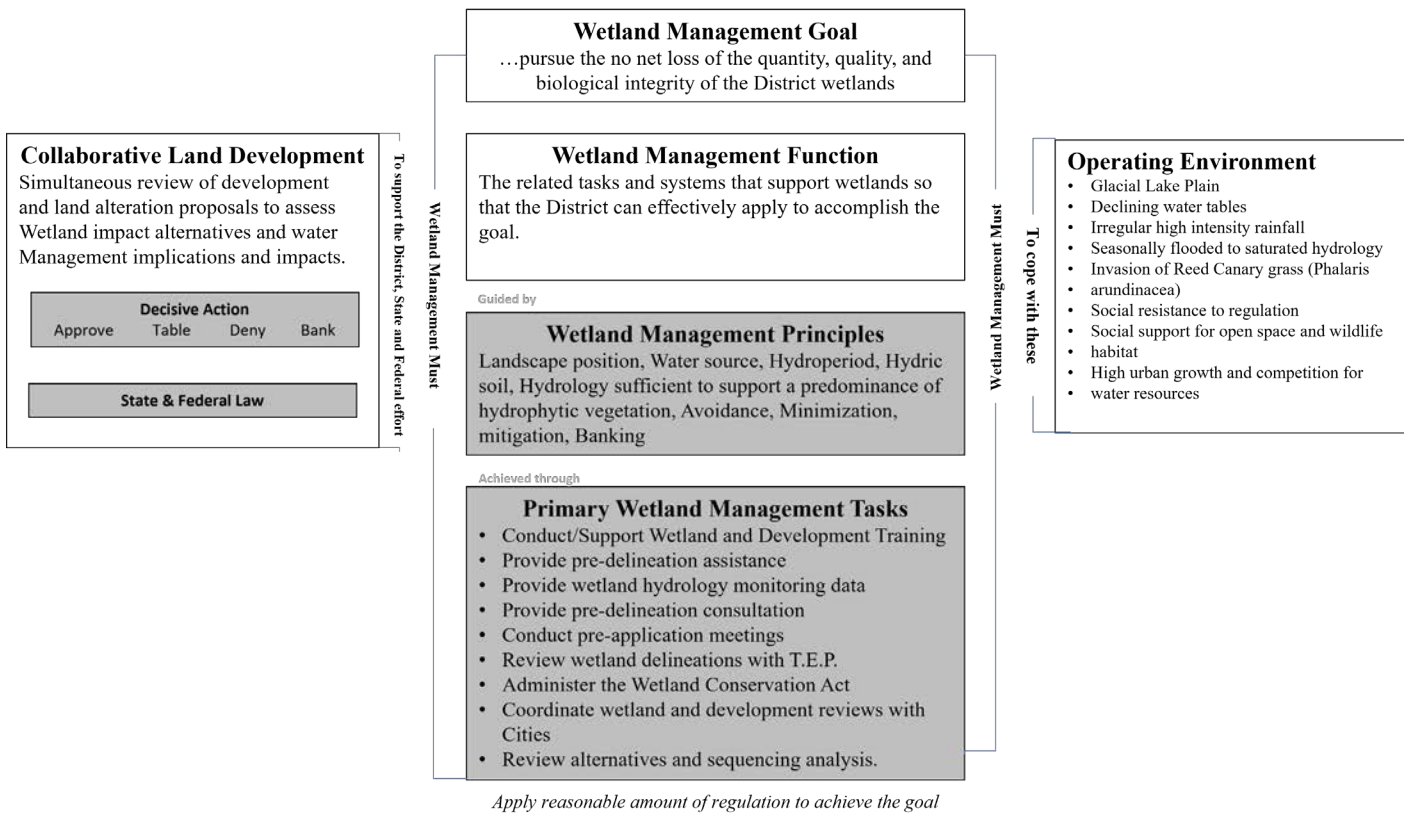 Wetland Management Goal
…pursue the no net loss of the quantity, quality, and
biological integrity of the District wetlands
Collaborative Land Development
Simultaneous review of development
and land alteration proposals to assess
Wetland impact alternatives and water
Management implications and impacts.
Decisive Action
Approve Table Deny Bank
State & Federal Law
To support the District, State and Federal effort
Wetland Management Must
Wetland Management Function
The related tasks and systems that support wetlands so
that the District can effectively apply to accomplish the
goal.
Guided by
Wetland Management Principles
Landscape position, Water source, Hydroperiod, Hydric
soil, Hydrology sufficient to support a predominance of
hydrophytic vegetation, Avoidance, Minimization,
mitigation, Banking
Achieved through
Primary Wetland Management Tasks
• Conduct/Support Wetland and Development Training
• Provide pre-delineation assistance
• Provide wetland hydrology monitoring data
• Provide pre-delineation consultation
• Conduct pre-application meetings
• Review wetland delineations with T.E.P.
• Administer the Wetland Conservation Act
• Coordinate wetland and development reviews with
Cities
• Review alternatives and sequencing analysis.
Wetland Management Must
To cope with these
Operating Environment
• Glacial Lake Plain
• Declining water tables
• Irregular high intensity rainfall
• Seasonally flooded to saturated hydrology
• Invasion of Reed Canary grass (Phalaris
• arundinacea)
• Social resistance to regulation
• Social support for open space and wildlife
• habitat
• High urban growth and competition for
• water resources
Apply reasonable amount of regulation to achieve the goal